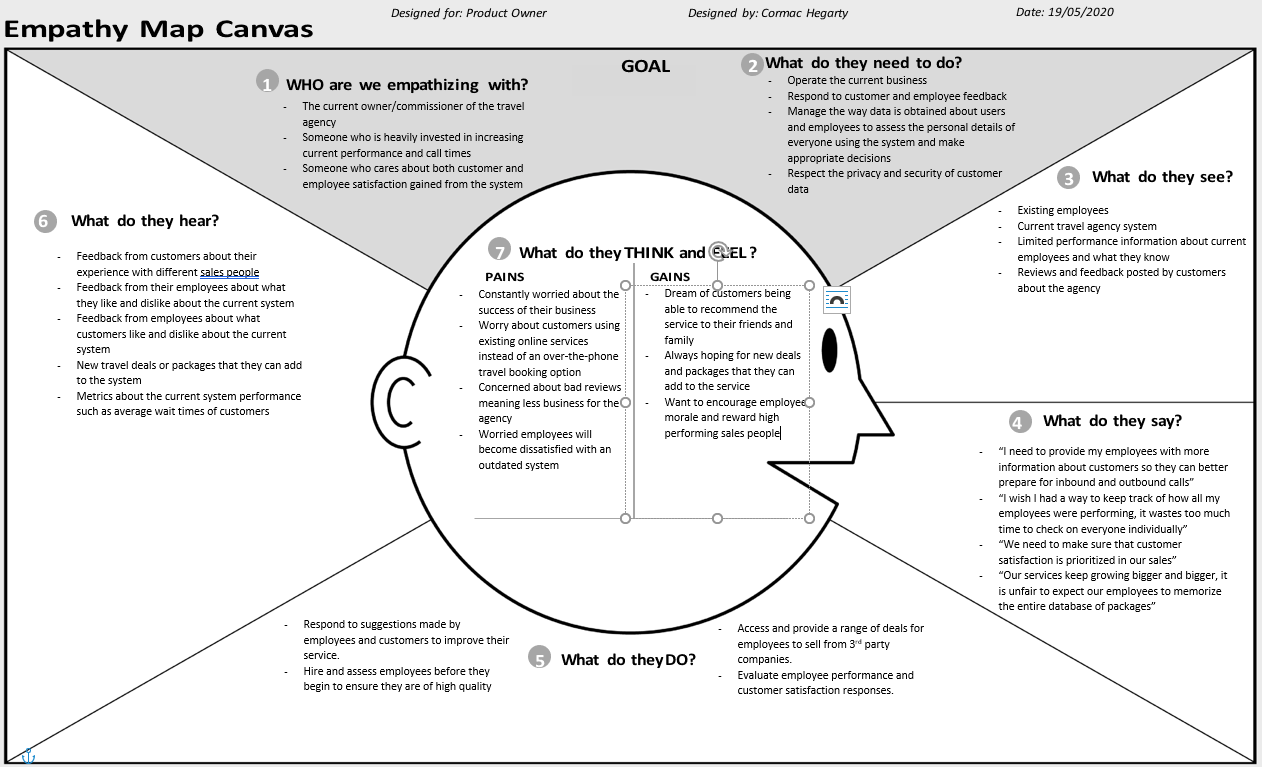 Designed for: Product Owner
Designed by: Cormac Hegarty
Date: 19/05/2020
Empathy Map Canvas
GOAL
1
WHO are we empathizing with?
- The current owner/commissioner of the travel
agency
- Someone who is heavily invested in increasing
current performance and call times
- Someone who cares about both customer and
employee satisfaction gained from the system
2
What do they need to do?
- Operate the current business
- Respond to customer and employee feedback
- Manage the way data is obtained about users
and employees to assess the personal details of
everyone using the system and make
appropriate decisions
- Respect the privacy and security of customer
data
3
What do they see?
- Existing employees
- Current travel agency system
- Limited performance information about current
employees and what they know
- Reviews and feedback posted by customers
about the agency
4
What do they say?
- “I need to provide my employees with more
information about customers so they can better
prepare for inbound and outbound calls”
- “I wish I had a way to keep track of how all my
employees were performing, it wastes too much
time to check on everyone individually”
- “We need to make sure that customer
satisfaction is prioritized in our sales”
- “Our services keep growing bigger and bigger, it
is unfair to expect our employees to memorize
the entire database of packages”
5
What do they DO?
- Respond to suggestions made by
employees and customers to improve their
service.
- Hire and assess employees before they
begin to ensure they are of high quality
- Access and provide a range of deals for
employees to sell from 3rd party
companies.
- Evaluate employee performance and
customer satisfaction responses.
6
What do they hear?
- Feedback from customers about their
experience with different sales people
- Feedback from their employees about what
they like and dislike about the current system
- Feedback from employees about what
customers like and dislike about the current
system
- New travel deals or packages that they can add
to the system
- Metrics about the current system performance
such as average wait times of customers
7
What do they THINK and FEEL?
PAINS
- Constantly worried about the
success of their business
- Worry about customers using
existing online services
instead of an over-the-phone
travel booking option
- Concerned about bad reviews
meaning less business for the
agency
- Worried employees will
become dissatisfied with an
outdated system
GAINS
- Dream of customers being
able to recommend the
service to their friends and
family
- Always hoping for new deals
and packages that they can
add to the service
- Want to encourage employee
morale and reward high
performing sales people